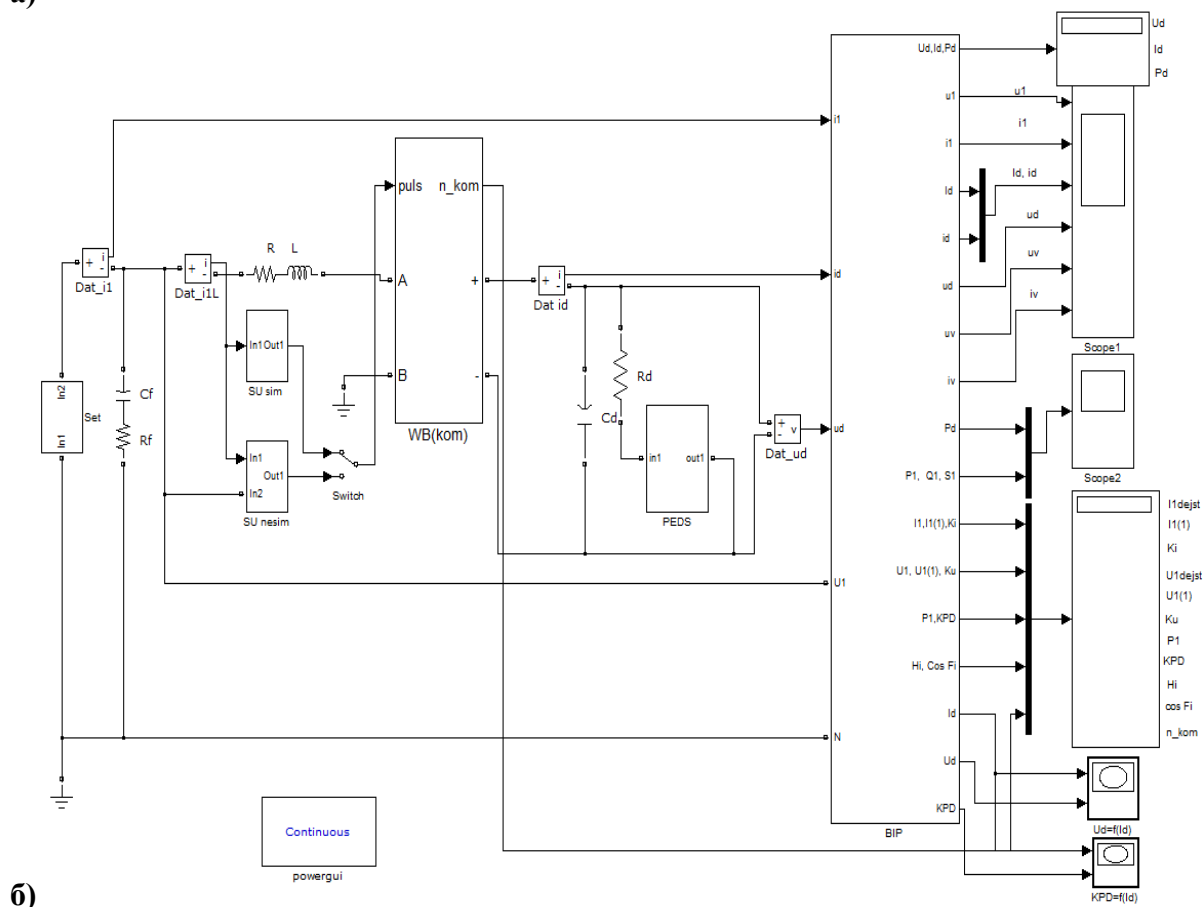 а)
Ud
Id
Pd
Ud,Id,Pd
u1
u1
i1
i1
i1
Id
Id, id
id
ud
ud
uv
uv
iv
iv
Scope1
Scope2
puls
n_kom
A
B
+
-
WB(kom)
+
i
-
Dat_i1
+
i
-
Dat_i1L
R
L
+
i
-
Dat id
id
In1
Out1
SU sim
In1
In2
Out1
SU nesim
Switch
In2
In1
Set
Cf
Rf
Cd
Rd
in1
out1
PEDS
+
-
v
Dat_ud
ud
Pd
P1, Q1, S1
I1,I1(1),Ki
U1, U1(1), Ku
P1,KPD
Hi, Cos Fi
Id
Ud
KPD
U1
N
BIP
I1dejst
I1(1)
Ki
U1dejst
U1(1)
Ku
P1
KPD
Hi
cos Fi
n_kom
Ud=f(Id)
KPD=f(Id)
Continuous
powergui
б)